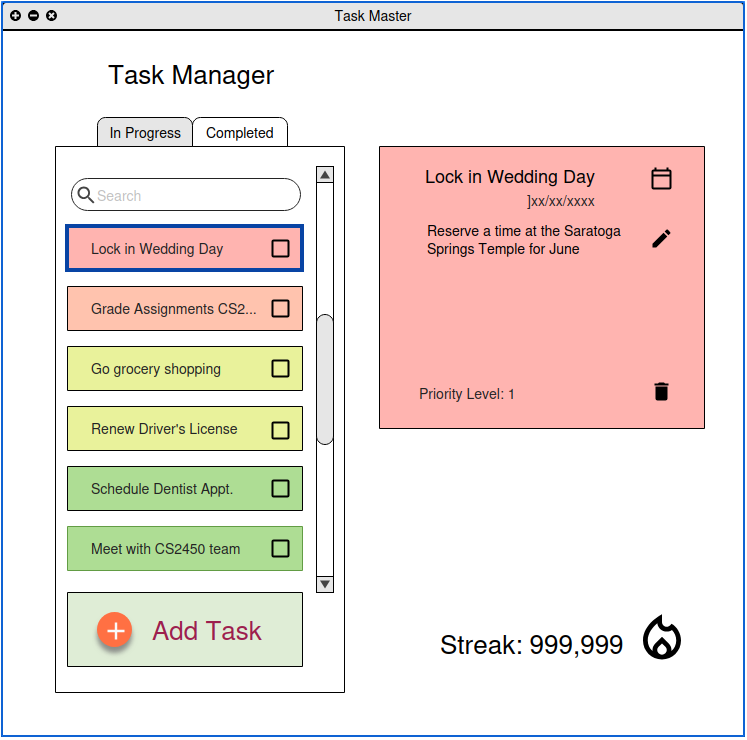 Task Master
Task Manager
In Progress
Completed
Search
Lock in Wedding Day
Grade Assignments CS2...
Go grocery shopping
Renew Driver's License
Schedule Dentist Appt.
Meet with CS2450 team
Add Task
Lock in Wedding Day
]xx/xx/xxxx
Reserve a time at the Saratoga
Springs Temple for June
Priority Level: 1
Streak: 999,999